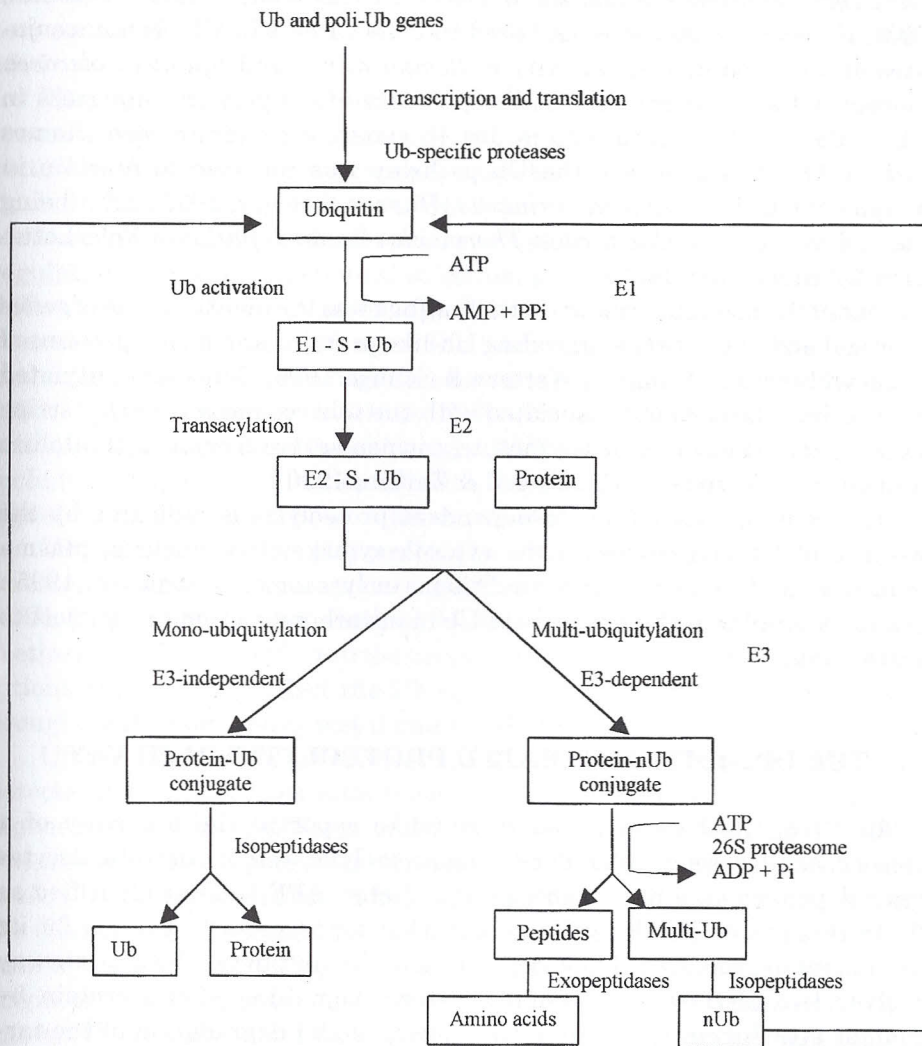 Ub and poli-Ub genes
Transcription and translation
Ub-specific proteases
Ubiquitin
ATP
Ub activation
E1
AMP + PPi
E1 - S - Ub
Transacylation
E2
E2 - S - Ub
Protein
Mono-ubiquitylation
Multi-ubiquitylation
E3
E3-independent
E3-dependent
Protein-Ub
conjugate
Protein-nUb
conjugate
Isopeptidases
ATP
26S proteasome
ADP + Pi
Ub
Protein
Peptides
Multi-Ub
Exopeptidases
Isopeptidases
Amino acids
nUb